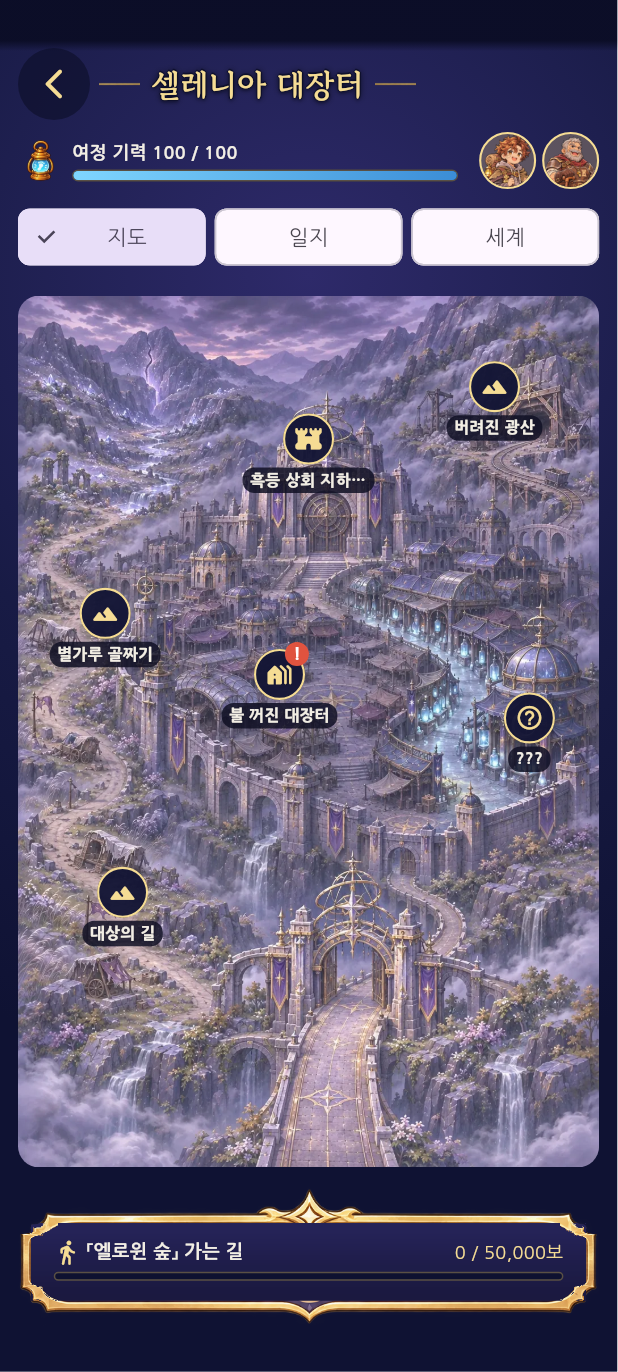 셀레니아 대장터
여정 기력 100 / 100
지도
일지
세계
버려진 광산
흑등 상회 지하…
별가루 골짜기
!
불 꺼진 대장터
???
대상의 길
「엘로윈 숲」 가는 길
0 / 50,000보